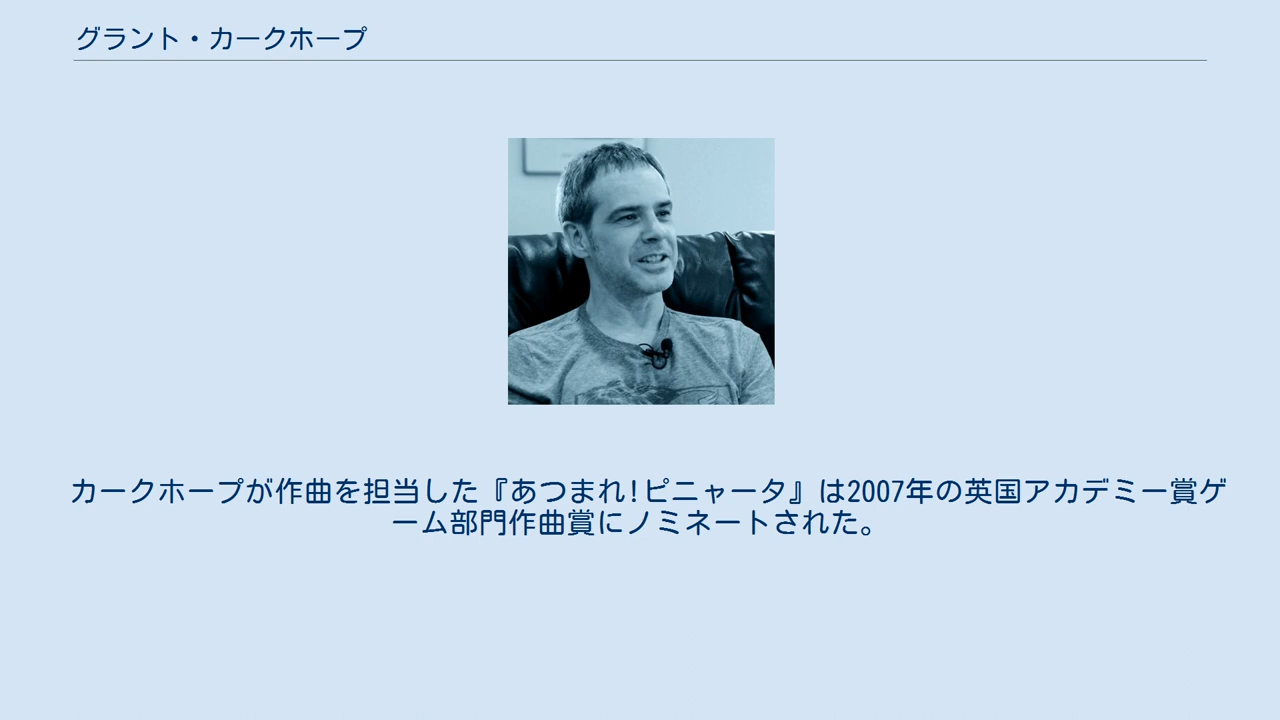 グラント・カークホープ
カークホープが作曲を担当した『あつまれ!ピニャータ』は2007年の英国アカデミー賞ゲ
ーム部門作曲賞にノミネートされた。